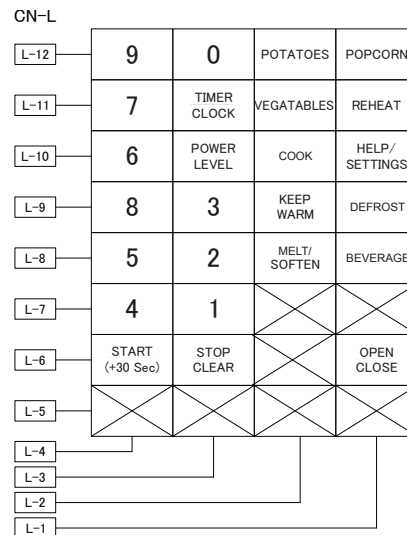 CN-L
L-12 9 0 POTATOES POPCORN
L-11 7 TIMER CLOCK VEGATABLES REHEAT
L-10 6 POWER LEVEL COOK HELP/ SETTINGS
L-9 8 3 KEEP WARM DEFROST
L-8 5 2 MELT/ SOFTEN BEVERAGE
L-7 4 1
L-6 START (+30 Sec) STOP CLEAR OPEN CLOSE
L-5
L-4
L-3
L-2
L-1